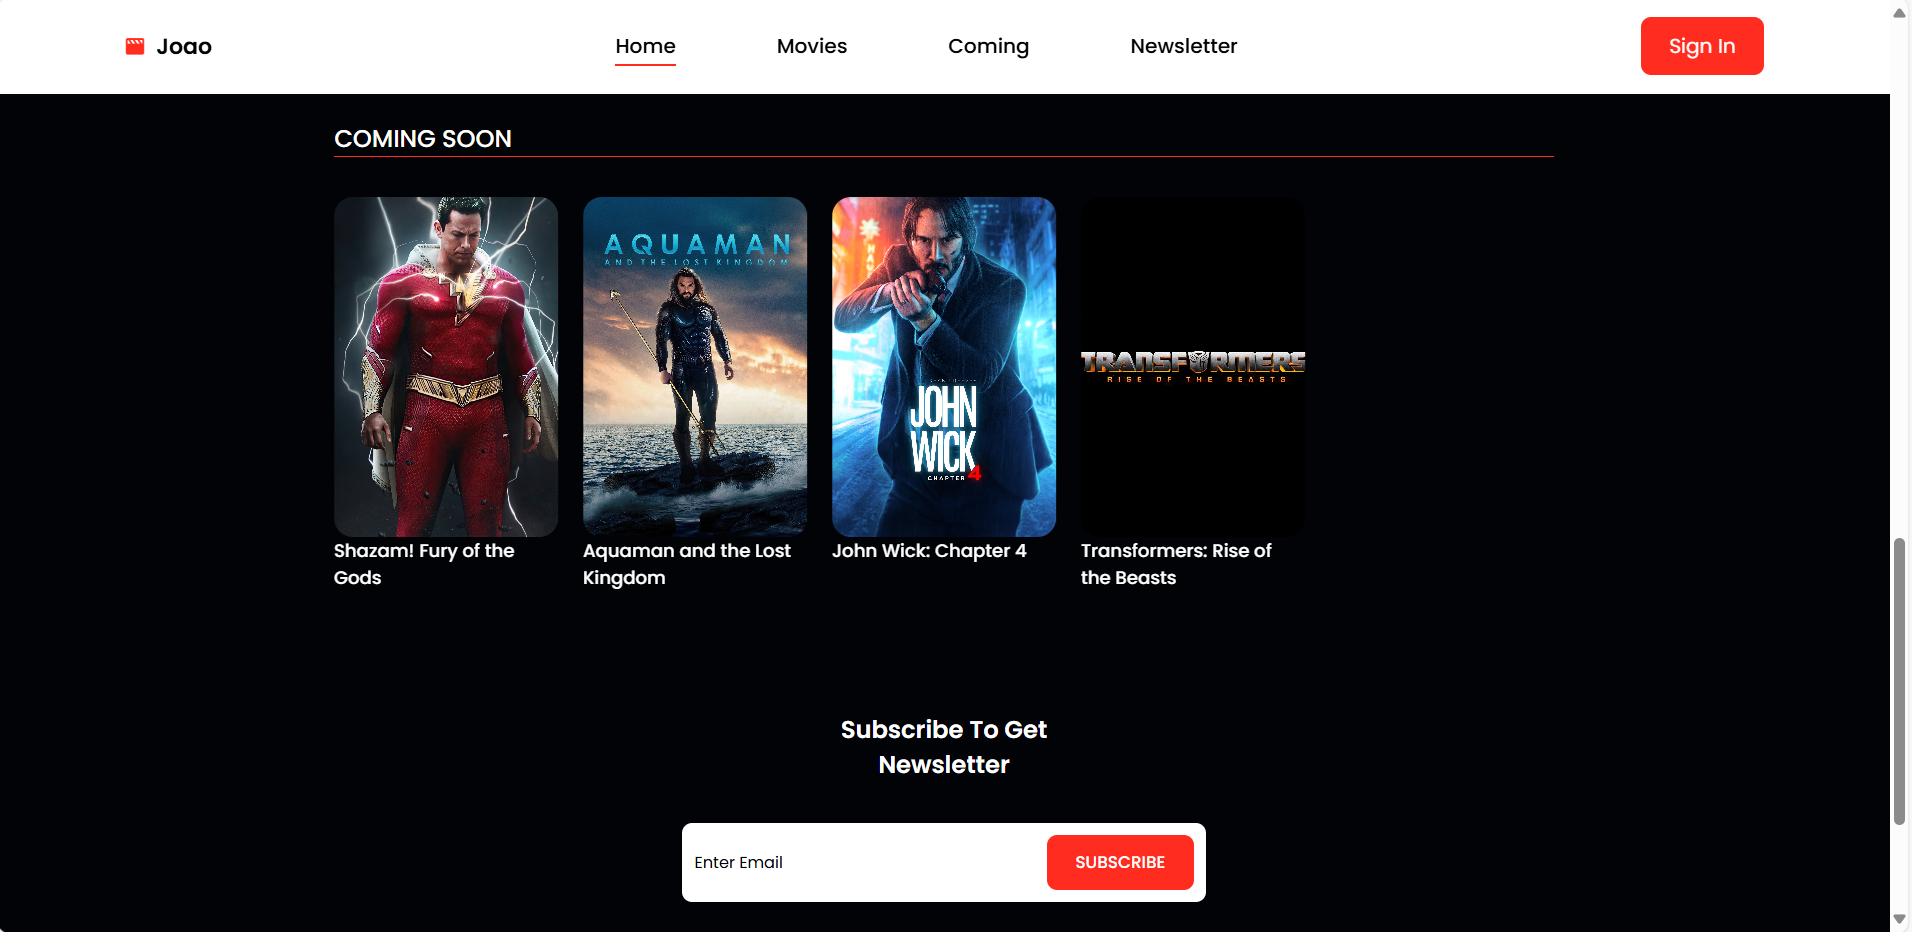 Joao
Home
Movies
Coming
Newsletter
Sign In
COMING SOON
AQUAMAN
AND THE LOST KINGDOM
JOHN
WICK
CHAPTER 4
TRANSFORMERS
RISE OF THE BEASTS
Shazam! Fury of the
Gods
Aquaman and the Lost
Kingdom
John Wick: Chapter 4
Transformers: Rise of
the Beasts
Subscribe To Get
Newsletter
Enter Email
SUBSCRIBE